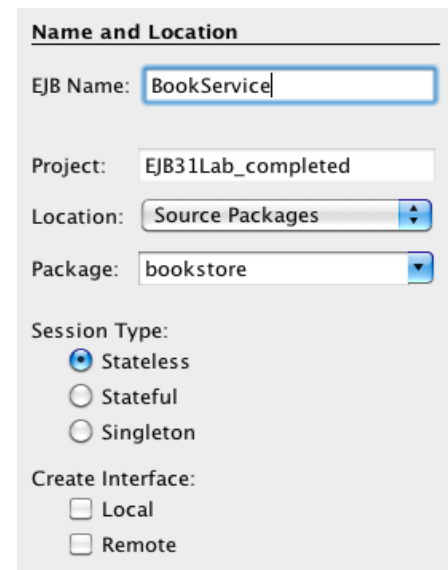 Name and Location
EJB Name: BookService
Project: EJB31Lab_completed
Location: Source Packages
Package: bookstore
Session Type:
Stateless
Stateful
Singleton
Create Interface:
Local
Remote